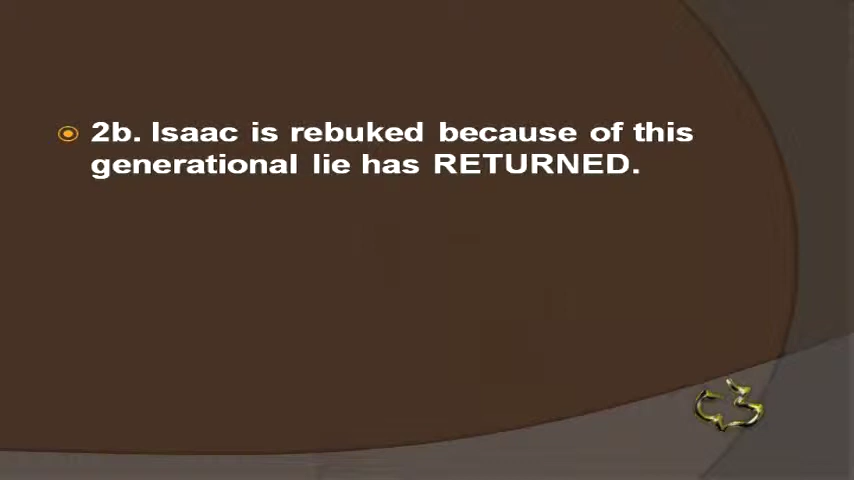 2b. Isaac is rebuked because of this
generational lie has RETURNED.